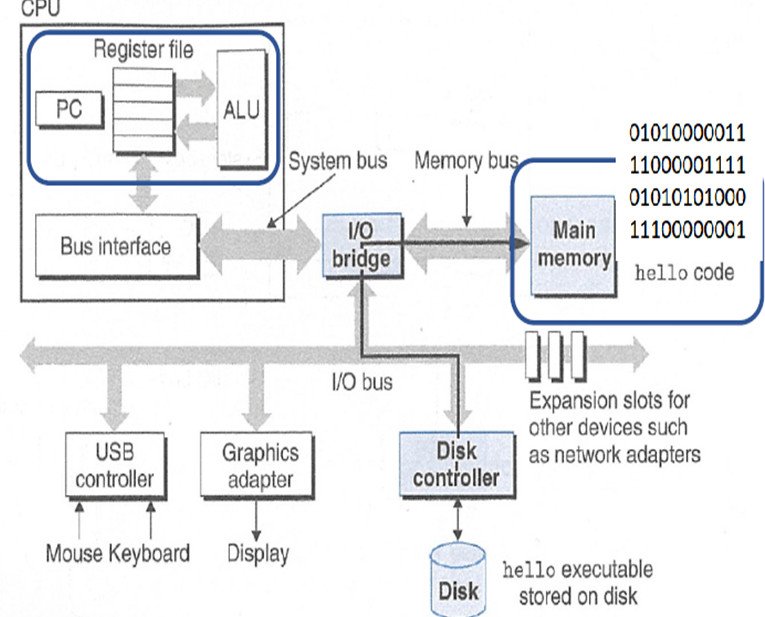 CPU
Register file
PC
ALU
System bus
Memory bus
01010000011
11000001111
01010101000
11100000001
Bus interface
I/O
bridge
Main
memory
hello code
I/O bus
Expansion slots for
other devices such
as network adapters
USB
controller
Graphics
adapter
Disk
controller
Mouse Keyboard
Display
Disk
hello executable
stored on disk